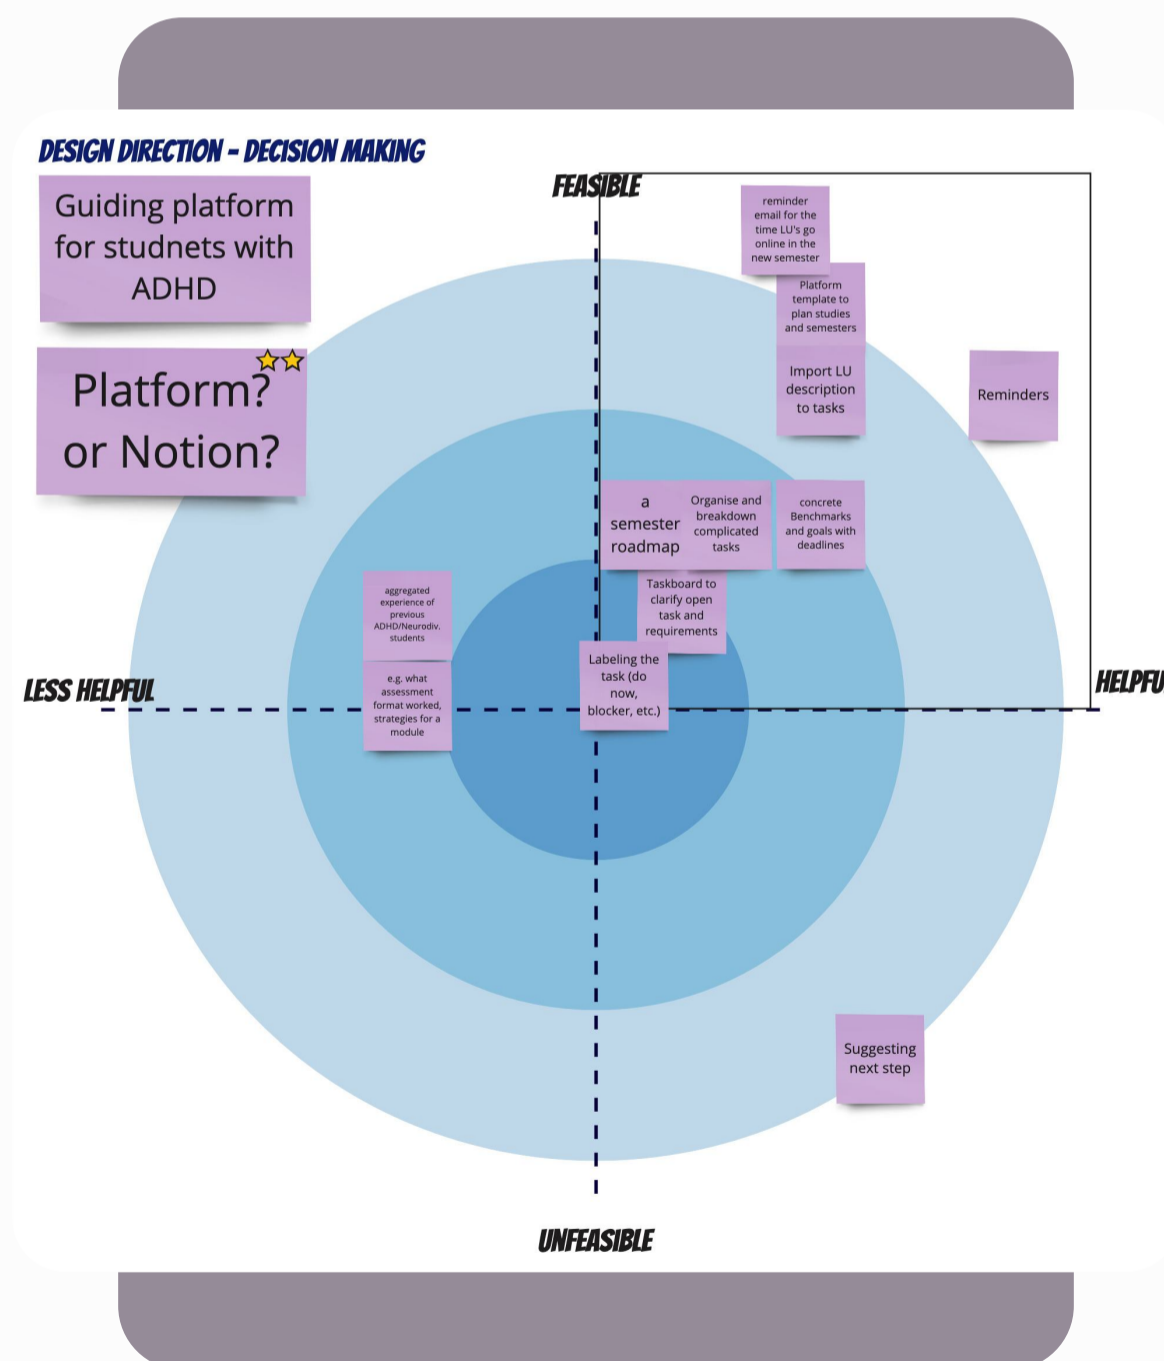 DESIGN DIRECTION - DECISION MAKING
Guiding platform
for studnets with
ADHD
Platform?
or Notion?
FEASIBLE
reminder
email for the
time LU's go
online in the
new semester
Platform
template to
plan studies
and semesters
Import LU
description
to tasks
Reminders
a
semester
roadmap
Organise and
breakdown
complicated
tasks
concrete
Benchmarks
and goals with
deadlines
Taskboard to
clarify open
task and
requirements
aggregated
experience of
previous
ADHD/Neurodiv.
students
Labeling the
task (do
now,
blocker, etc.)
e.g. what
assessment
format worked,
strategies for a
module
LESS HELPFUL
HELPFU
Suggesting
next step
UNFEASIBLE